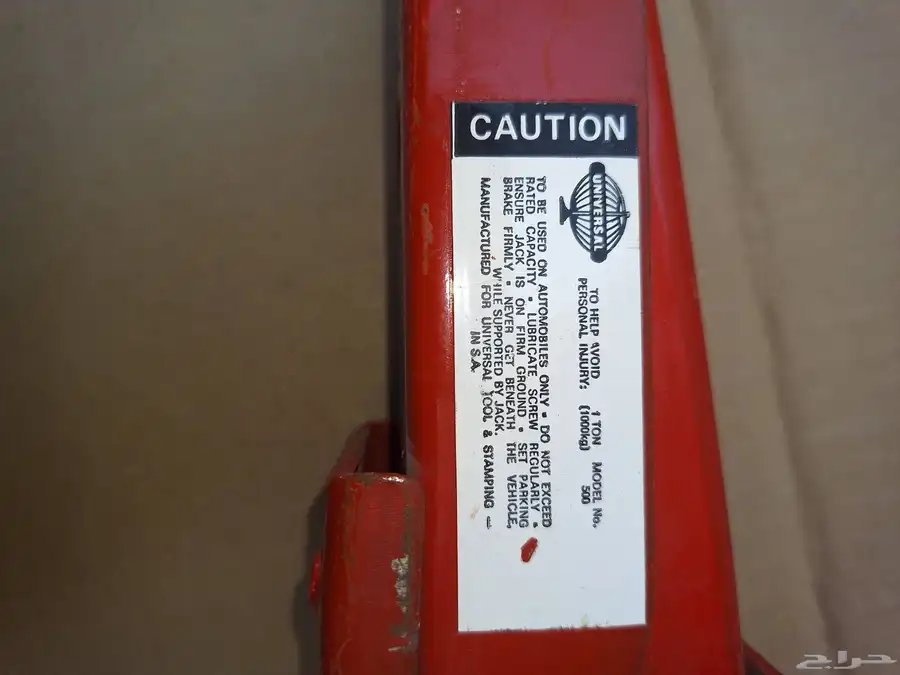 CAUTION
UNIVERSAL
TO HELP AVOID
PERSONAL INJURY:
1 TON
(1000kg)
MODEL No.
500
TO BE USED ON AUTOMOBILES ONLY • DO NOT EXCEED
RATED CAPACITY • LUBRICATE SCREW REGULARLY •
ENSURE JACK IS ON FIRM GROUND • SET PARKING
BRAKE FIRMLY • NEVER GET BENEATH THE VEHICLE,
WHILE SUPPORTED BY JACK.
MANUFACTURED FOR UNIVERSAL TOOL & STAMPING –
IN S.A.
حراج